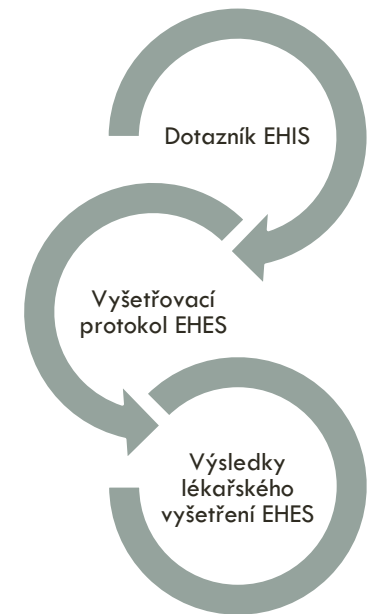 Dotazník EHIS
Vyšetřovací
protokol EHES
Výsledky
lékařského
vyšetření EHES